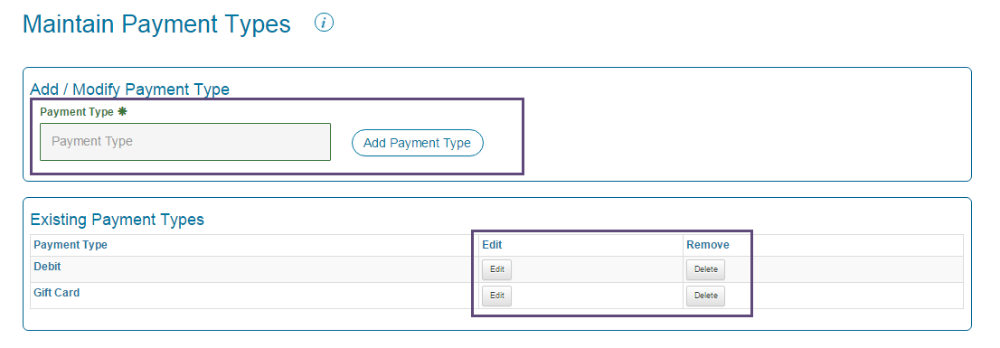 Maintain Payment Types i
Add / Modify Payment Type
Payment Type ✱
Payment Type Add Payment Type
Existing Payment Types
Payment Type Edit Remove
Debit Edit Delete
Gift Card Edit Delete